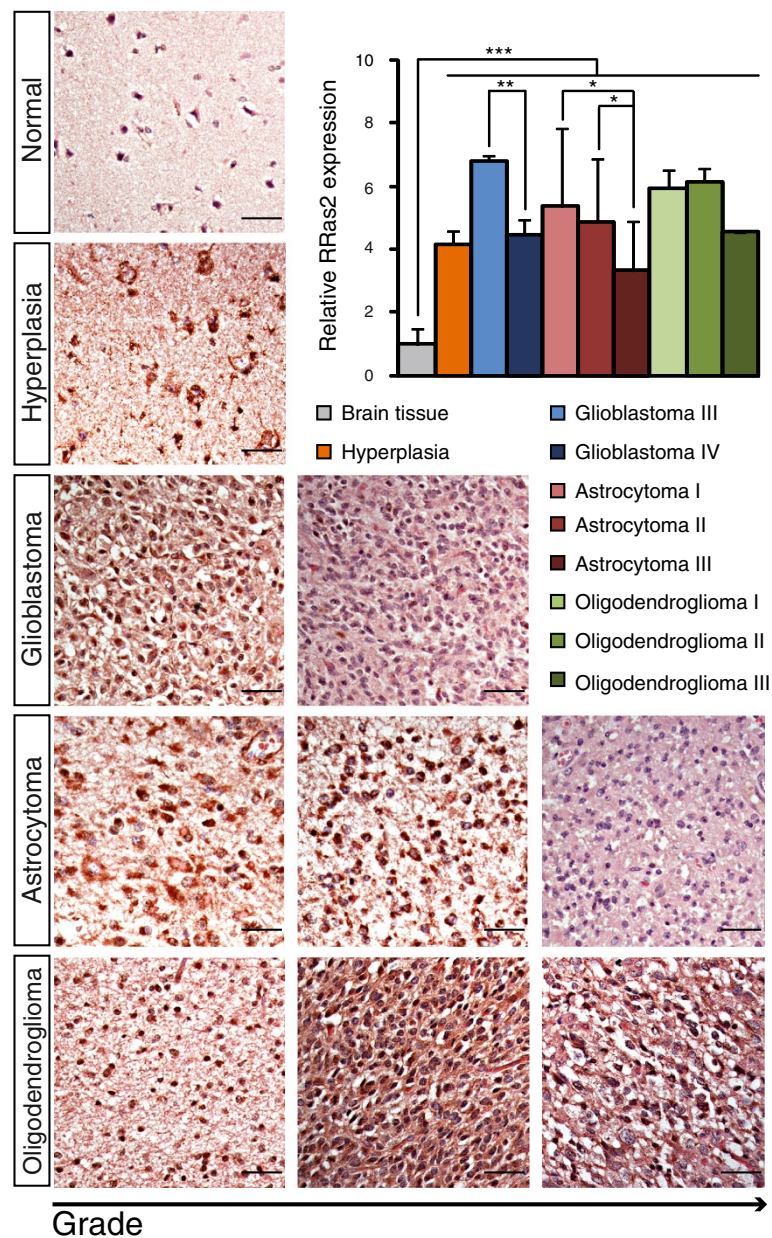 Normal
Hyperplasia
Glioblastoma
Astrocytoma
Oligodendroglioma
Grade
Relative RRas2 expression
10
8
6
4
2
0
***
**
*
*
Brain tissue
Hyperplasia
Glioblastoma III
Glioblastoma IV
Astrocytoma I
Astrocytoma II
Astrocytoma III
Oligodendroglioma I
Oligodendroglioma II
Oligodendroglioma III